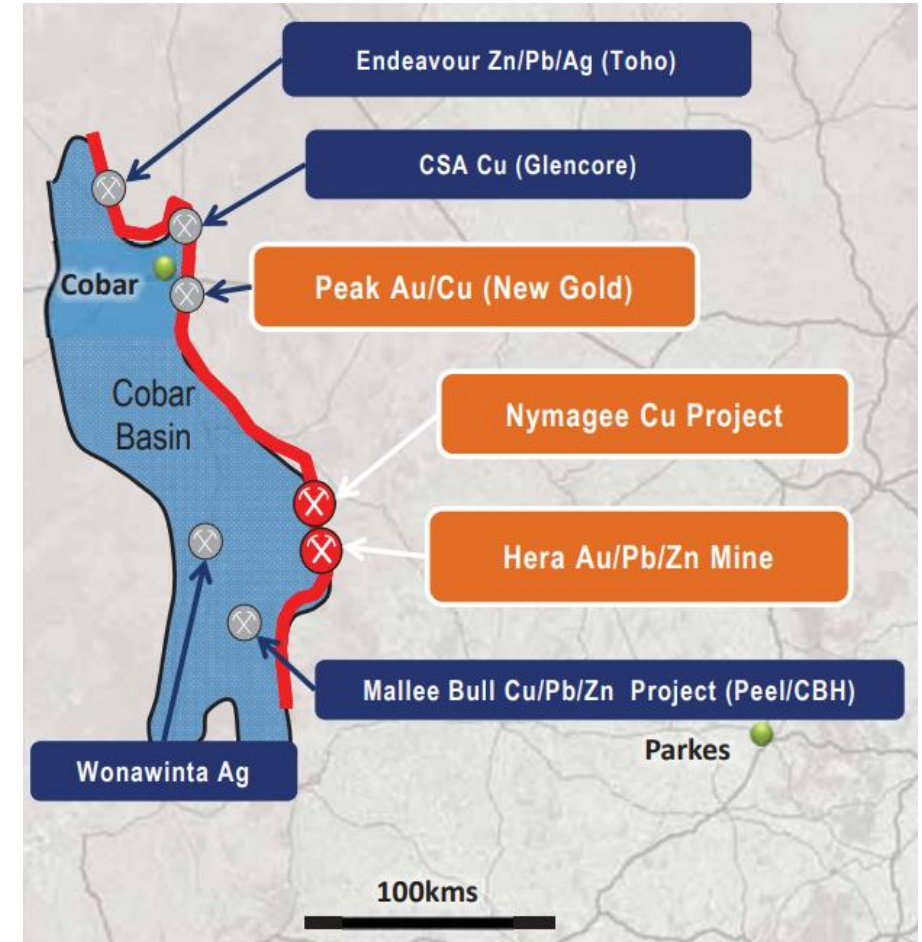 Endeavour Zn/Pb/Ag (Toho)
CSA Cu (Glencore)
Cobar
Peak Au/Cu (New Gold)
Cobar
Basin
Nymagee Cu Project
Hera Au/Pb/Zn Mine
Mallee Bull Cu/Pb/Zn Project (Peel/CBH)
Parkes
Wonawinta Ag
100kms